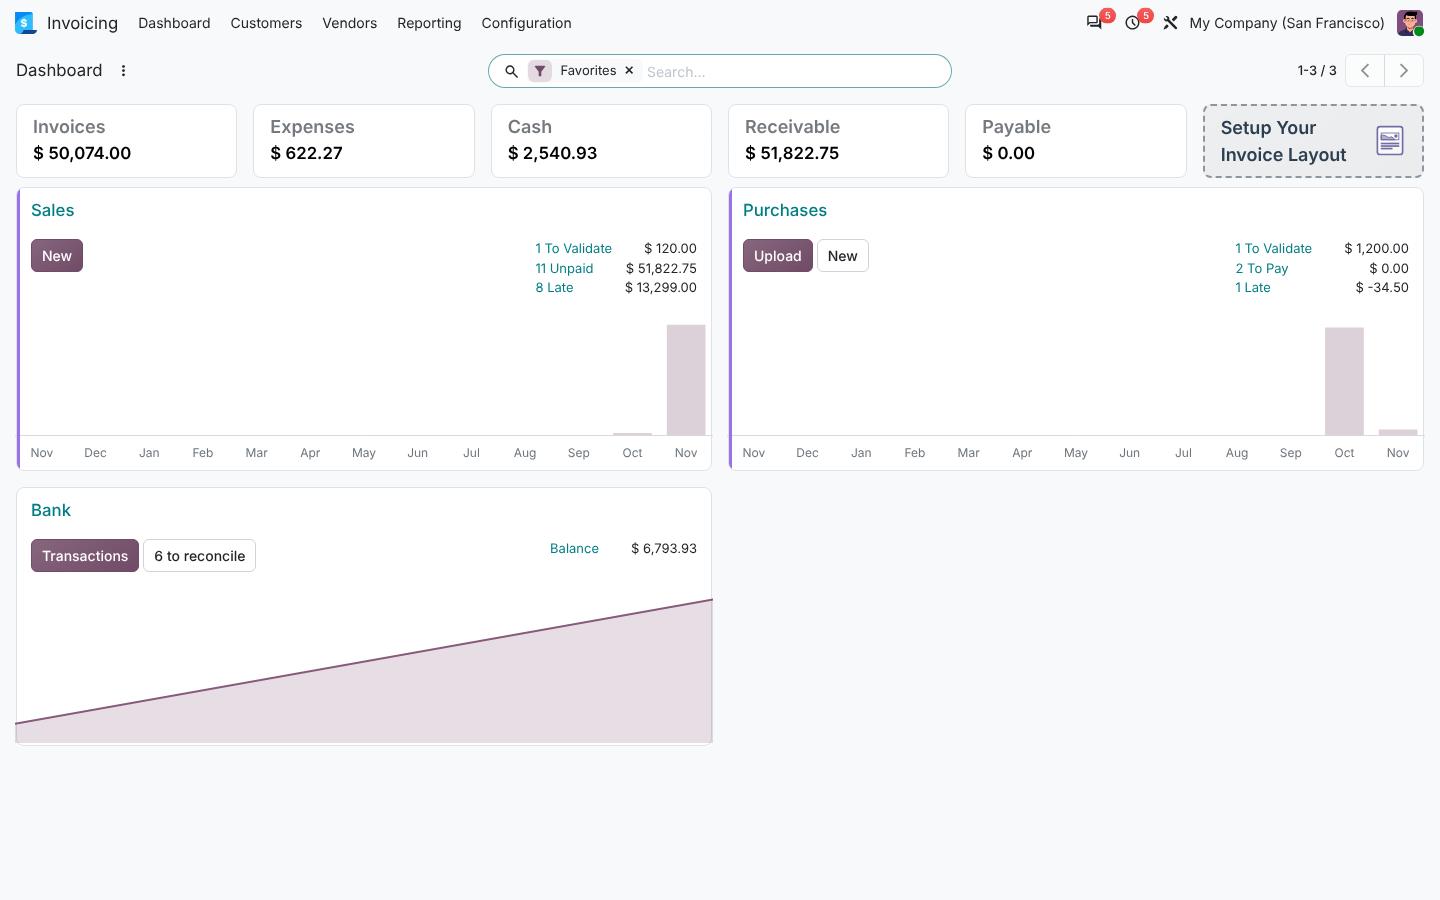 Invoicing
Dashboard
Customers
Vendors
Reporting
Configuration
5
5
My Company (San Francisco)
Dashboard
Favorites
Search...
1-3 / 3
Invoices
$ 50,074.00
Expenses
$ 622.27
Cash
$ 2,540.93
Receivable
$ 51,822.75
Payable
$ 0.00
Setup Your
Invoice Layout
Sales
New
1 To Validate $ 120.00
11 Unpaid $ 51,822.75
8 Late $ 13,299.00
Nov Dec Jan Feb Mar Apr May Jun Jul Aug Sep Oct Nov
Purchases
Upload
New
1 To Validate $ 1,200.00
2 To Pay $ 0.00
1 Late $ -34.50
Nov Dec Jan Feb Mar Apr May Jun Jul Aug Sep Oct Nov
Bank
Transactions
6 to reconcile
Balance $ 6,793.93